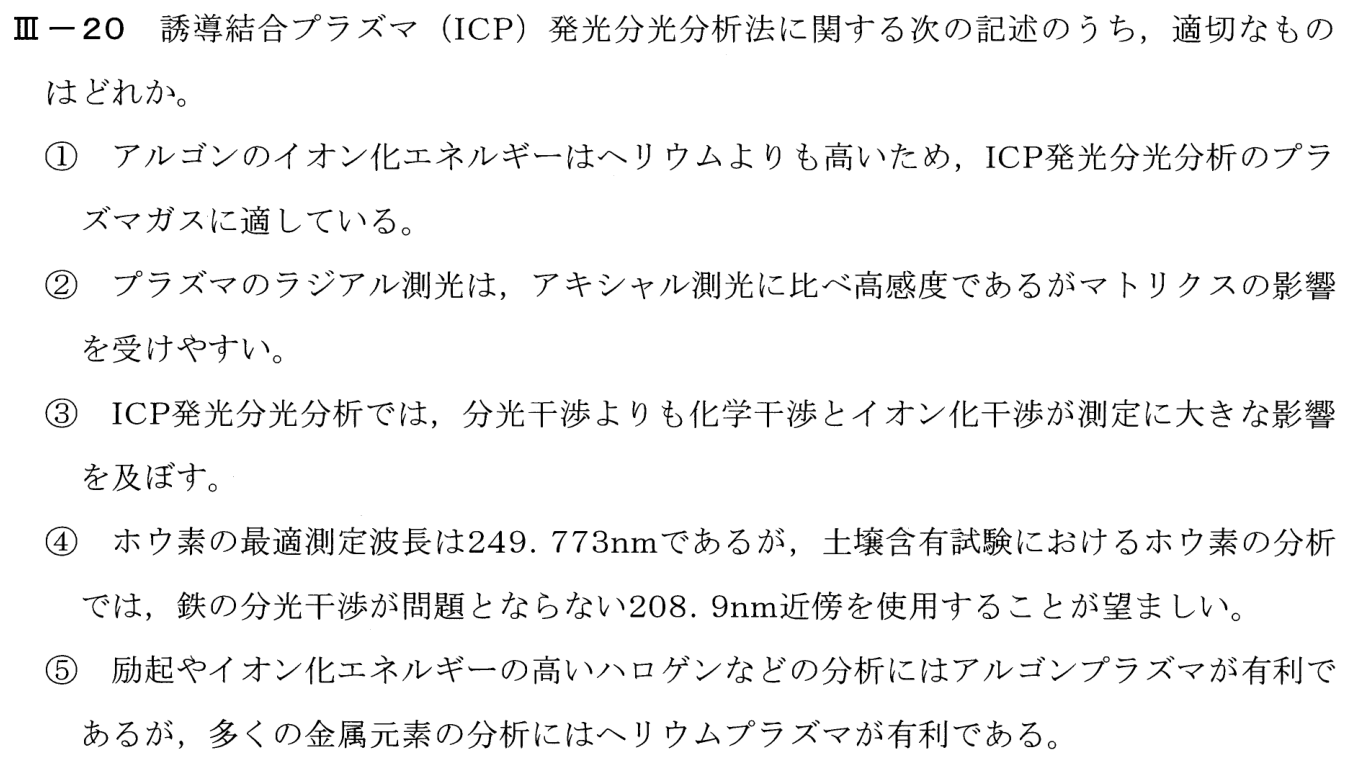 Ⅲ－20　誘導結合プラズマ（ICP）発光分光分析法に関する次の記述のうち，適切なもの
はどれか。
①　アルゴンのイオン化エネルギーはヘリウムよりも高いため，ICP発光分光分析のプラ
ズマガスに適している。
②　プラズマのラジアル測光は，アキシャル測光に比べ高感度であるがマトリクスの影響
を受けやすい。
③　ICP発光分光分析では，分光干渉よりも化学干渉とイオン化干渉が測定に大きな影響
を及ぼす。
④　ホウ素の最適測定波長は249. 773nmであるが，土壌含有試験におけるホウ素の分析
では，鉄の分光干渉が問題とならない208. 9nm近傍を使用することが望ましい。
⑤　励起やイオン化エネルギーの高いハロゲンなどの分析にはアルゴンプラズマが有利で
あるが，多くの金属元素の分析にはヘリウムプラズマが有利である。